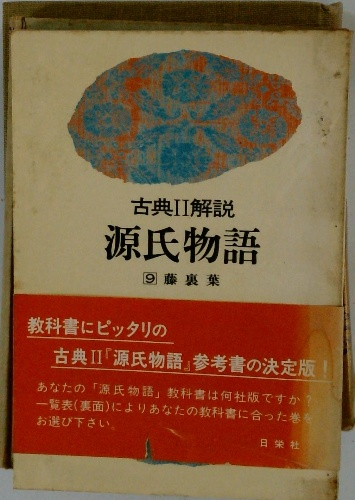 古典II解説
源氏物語
9 藤裏葉
教科書にピッタリの
古典II『源氏物語』参考書の決定版!
あなたの「源氏物語」教科書は何社版ですか?
一覧表(裏面)によりあなたの教科書に合った巻を
お選び下さい。
日栄社